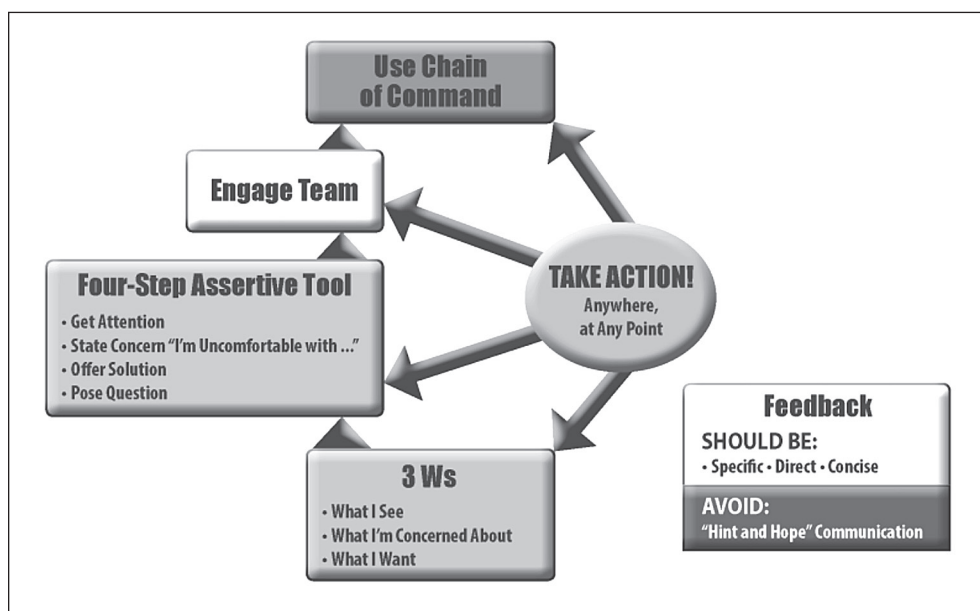 Use Chain
of Command
Engage Team
Four-Step Assertive Tool
• Get Attention
• State Concern “I’m Uncomfortable with ...”
• Offer Solution
• Pose Question
3 Ws
• What I See
• What I’m Concerned About
• What I Want
TAKE ACTION!
Anywhere,
at Any Point
Feedback
SHOULD BE:
• Specific • Direct • Concise
AVOID:
“Hint and Hope” Communication